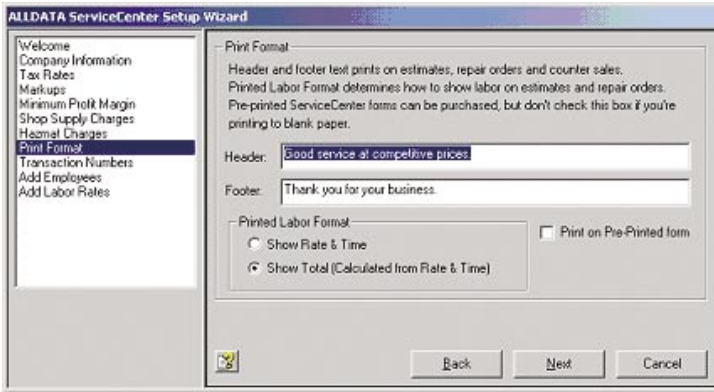 ALLDATA ServiceCenter Setup Wizard
Welcome
Company Information
Tax Rates
Markups
Minimum Profit Margin
Shop Supply Charges
Hazmat Charges
Print Format
Transaction Numbers
Add Employees
Add Labor Rates
Print Format
Header and footer text prints on estimates, repair orders and counter sales.
Printed Labor Format determines how to show labor on estimates and repair orders.
Pre-printed ServiceCenter forms can be purchased, but don't check this box if you're
printing to blank paper.
Header: Good service at competitive prices.
Footer: Thank you for your business.
Printed Labor Format
Show Rate & Time
Show Total (Calculated from Rate & Time)
Print on Pre-Printed form
Back Next Cancel